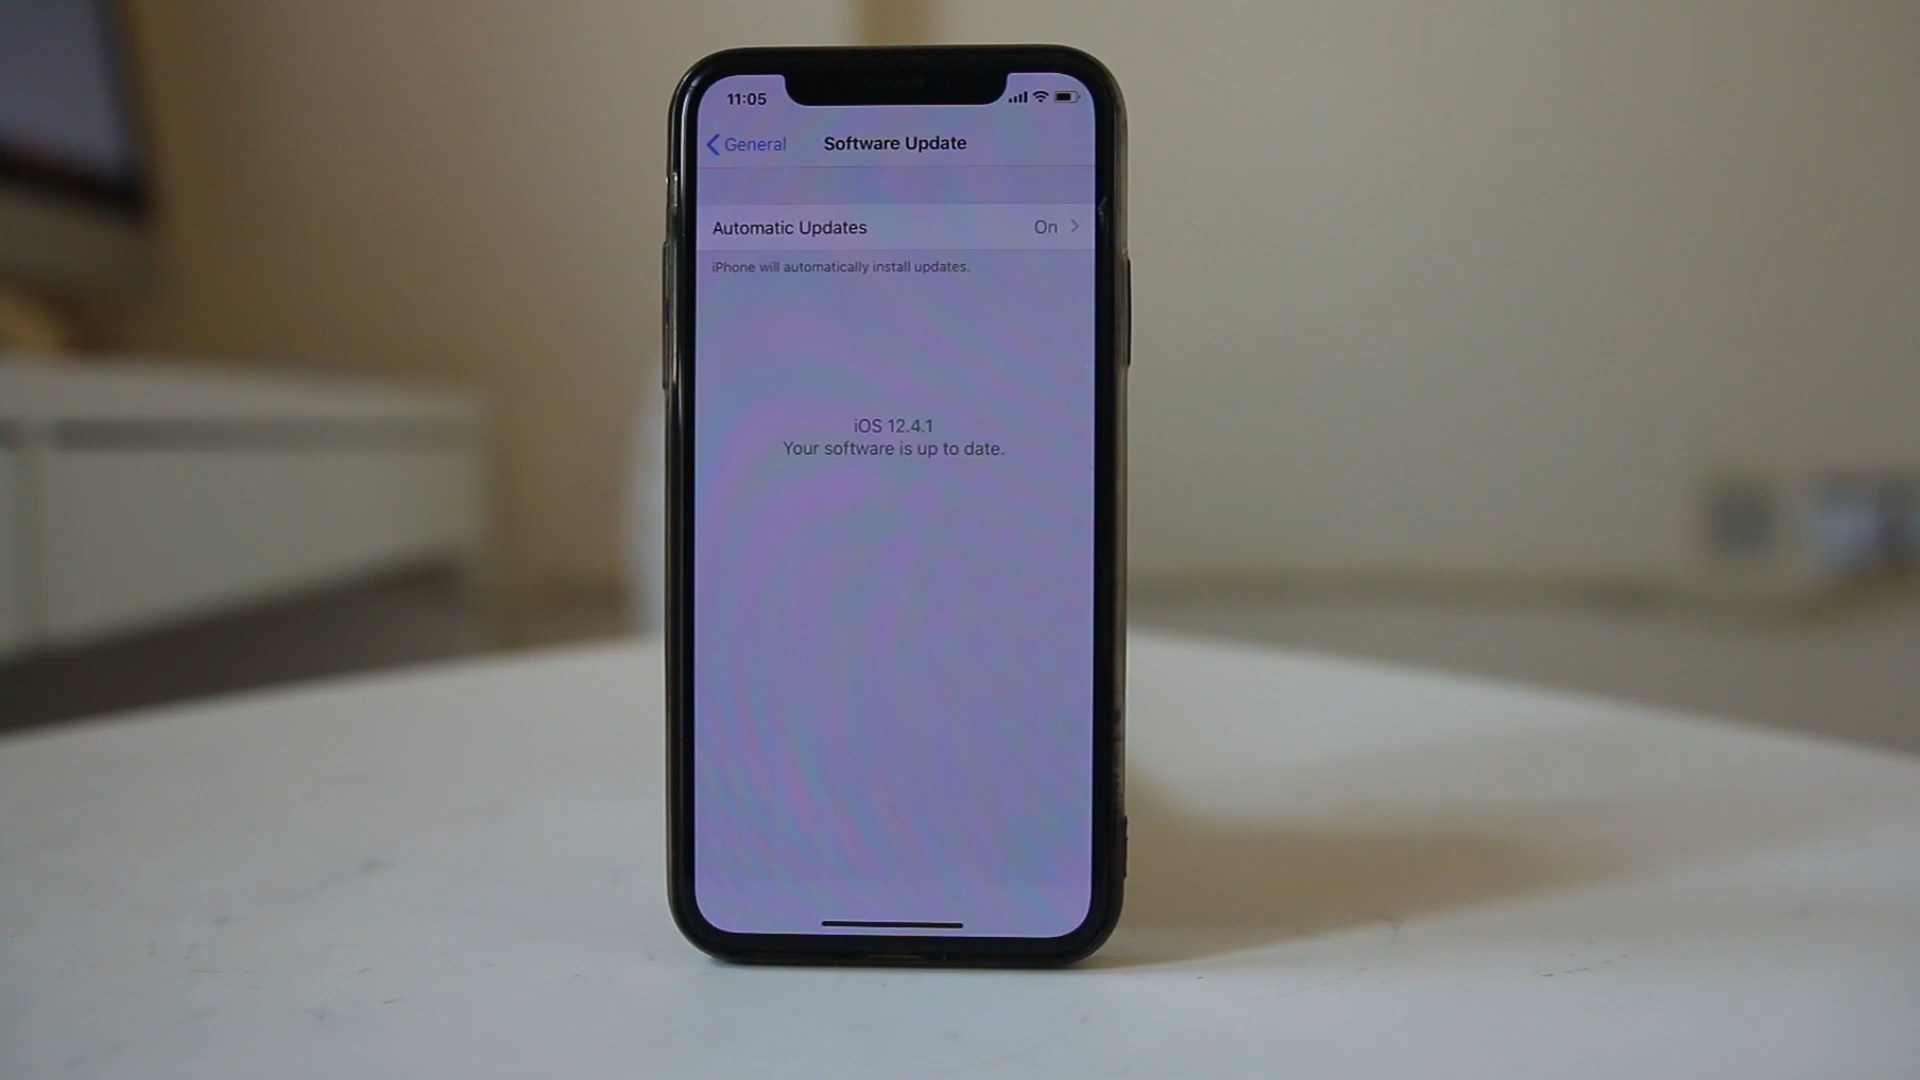 11:05
General
Software Update
Automatic Updates On
iPhone will automatically install updates.
iOS 12.4.1
Your software is up to date.